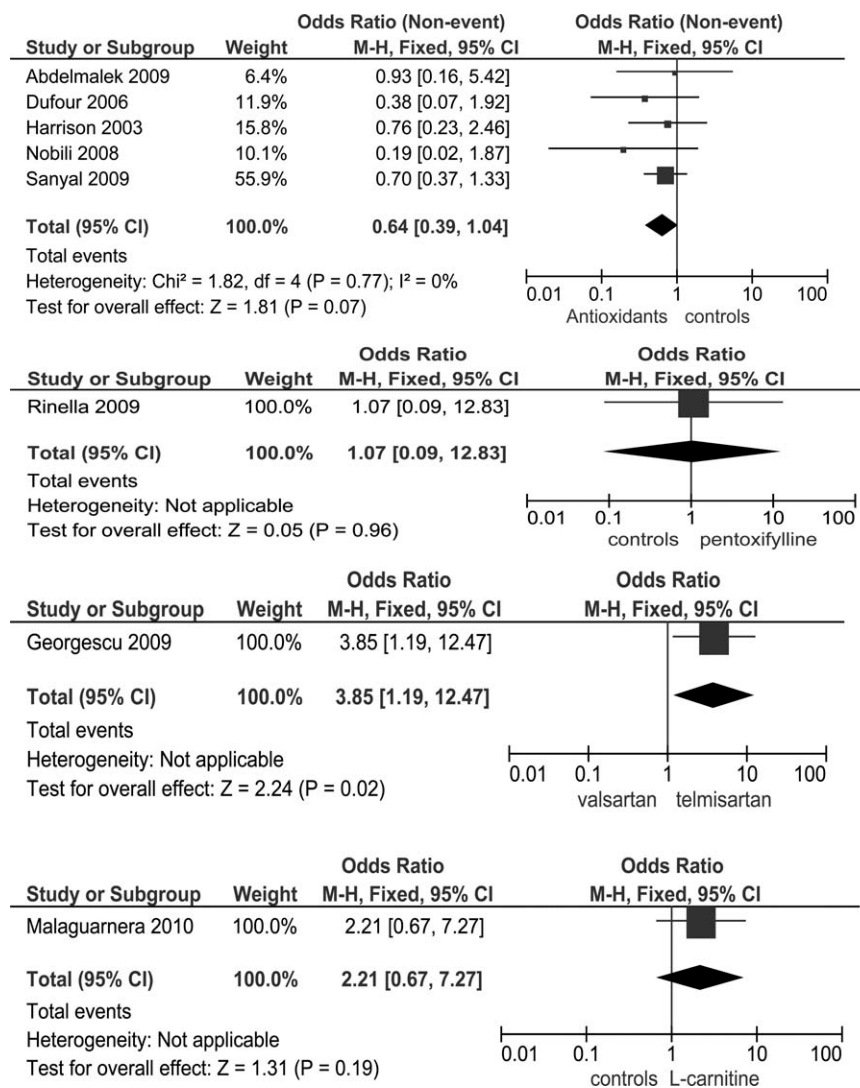 Odds Ratio (Non-event) Odds Ratio (Non-event)
Study or Subgroup Weight M-H, Fixed, 95% CI M-H, Fixed, 95% CI
Abdelmalek 2009 6.4% 0.93 [0.16, 5.42]
Dufour 2006 11.9% 0.38 [0.07, 1.92]
Harrison 2003 15.8% 0.76 [0.23, 2.46]
Nobili 2008 10.1% 0.19 [0.02, 1.87]
Sanyal 2009 55.9% 0.70 [0.37, 1.33]
Total (95% CI) 100.0% 0.64 [0.39, 1.04]
Total events
Heterogeneity: Chi² = 1.82, df = 4 (P = 0.77); I² = 0%
Test for overall effect: Z = 1.81 (P = 0.07)
0.01 0.1 1 10 100
Antioxidants controls
Odds Ratio Odds Ratio
Study or Subgroup Weight M-H, Fixed, 95% CI M-H, Fixed, 95% CI
Rinella 2009 100.0% 1.07 [0.09, 12.83]
Total (95% CI) 100.0% 1.07 [0.09, 12.83]
Total events
Heterogeneity: Not applicable
Test for overall effect: Z = 0.05 (P = 0.96)
0.01 0.1 1 10 100
controls pentoxifylline
Odds Ratio Odds Ratio
Study or Subgroup Weight M-H, Fixed, 95% CI M-H, Fixed, 95% CI
Georgescu 2009 100.0% 3.85 [1.19, 12.47]
Total (95% CI) 100.0% 3.85 [1.19, 12.47]
Total events
Heterogeneity: Not applicable
Test for overall effect: Z = 2.24 (P = 0.02)
0.01 0.1 1 10 100
valsartan telmisartan
Odds Ratio Odds Ratio
Study or Subgroup Weight M-H, Fixed, 95% CI M-H, Fixed, 95% CI
Malaguarnera 2010 100.0% 2.21 [0.67, 7.27]
Total (95% CI) 100.0% 2.21 [0.67, 7.27]
Total events
Heterogeneity: Not applicable
Test for overall effect: Z = 1.31 (P = 0.19)
0.01 0.1 1 10 100
controls L-carnitine